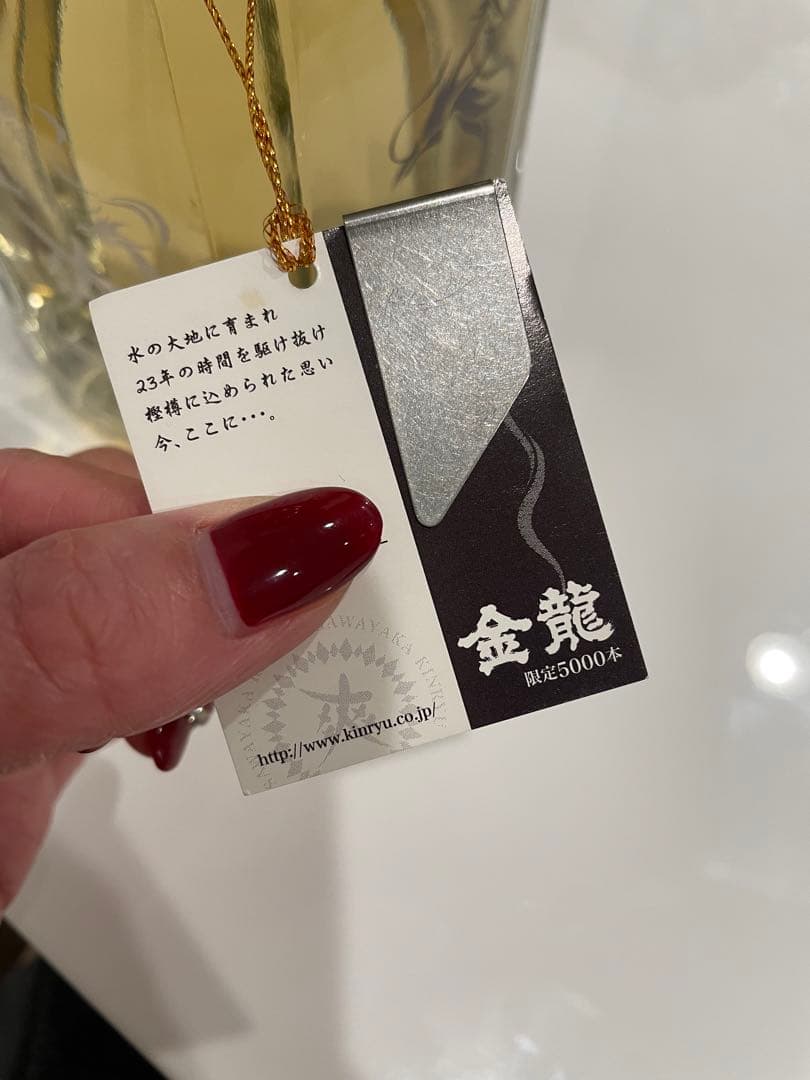 水の大地に育まれ
23年の時間を駆け抜け
樫樽に込められた思い
今、ここに・・・。
爽
http://www.kinryu.co.jp/
金龍
限定5000本